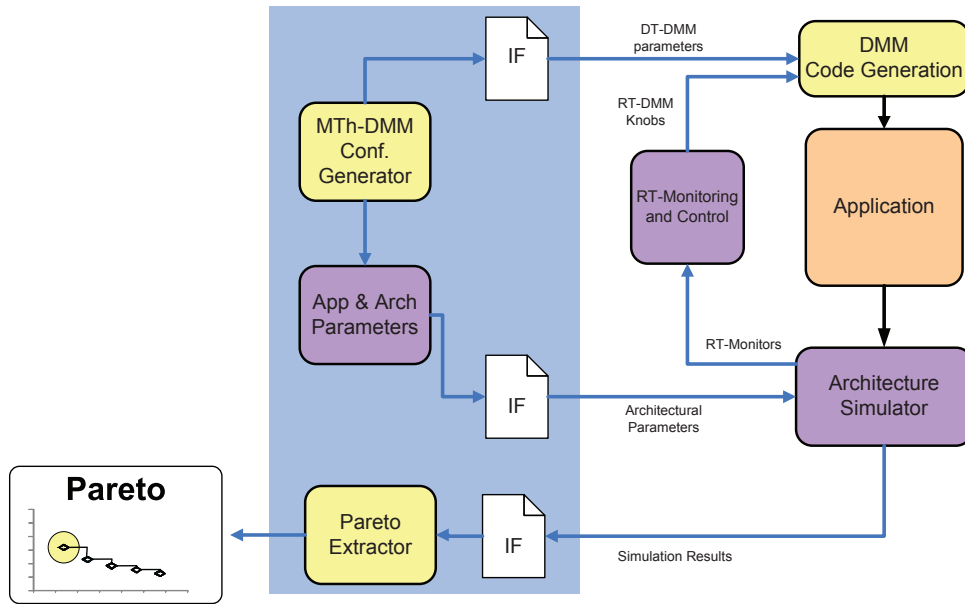 IF
DT-DMM
parameters
DMM
Code Generation
MTh-DMM
Conf.
Generator
RT-DMM
Knobs
RT-Monitoring
and Control
Application
App & Arch
Parameters
RT-Monitors
IF
Architectural
Parameters
Architecture
Simulator
Pareto
Pareto
Extractor
IF
Simulation Results